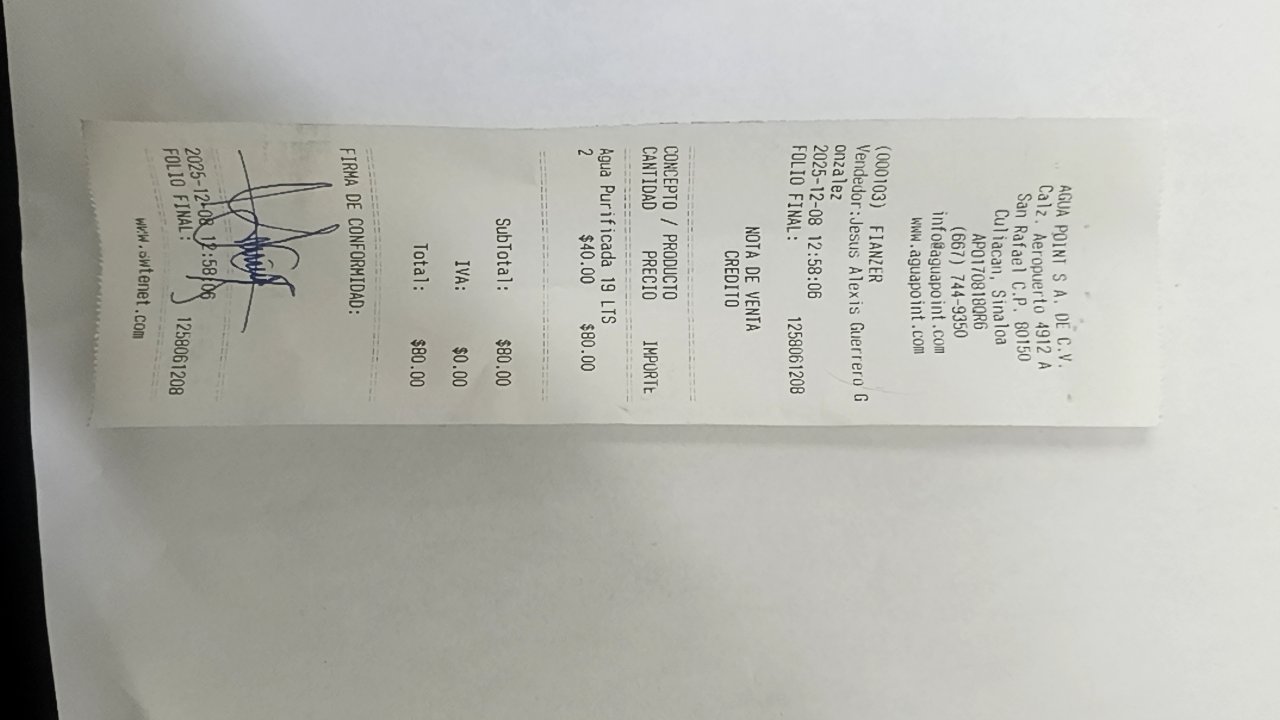 AGUA POINT S A. DE C.V.
Calz. Aeropuerto 4912 A
San Rafael C.P. 80150
Culiacan, Sinaloa
APO170818QR6
(667) 744-9350
info@aguapoint.com
www.aguapoint.com
(000103) FIANZER
Vendedor:Jesus Alexis Guerrero G
onzalez
2025-12-08 12:58:06
FOLIO FINAL: 1258061208
NOTA DE VENTA
CREDITO
CONCEPTO / PRODUCTO
CANTIDAD PRECIO IMPORTE
Agua Purificada 19 LTS
2 $40.00 $80.00
SubTotal: $80.00
IVA: $0.00
Total: $80.00
FIRMA DE CONFORMIDAD:
2025-12-08 12:58:06
FOLIO FINAL: 1258061208
www.awtenet.com